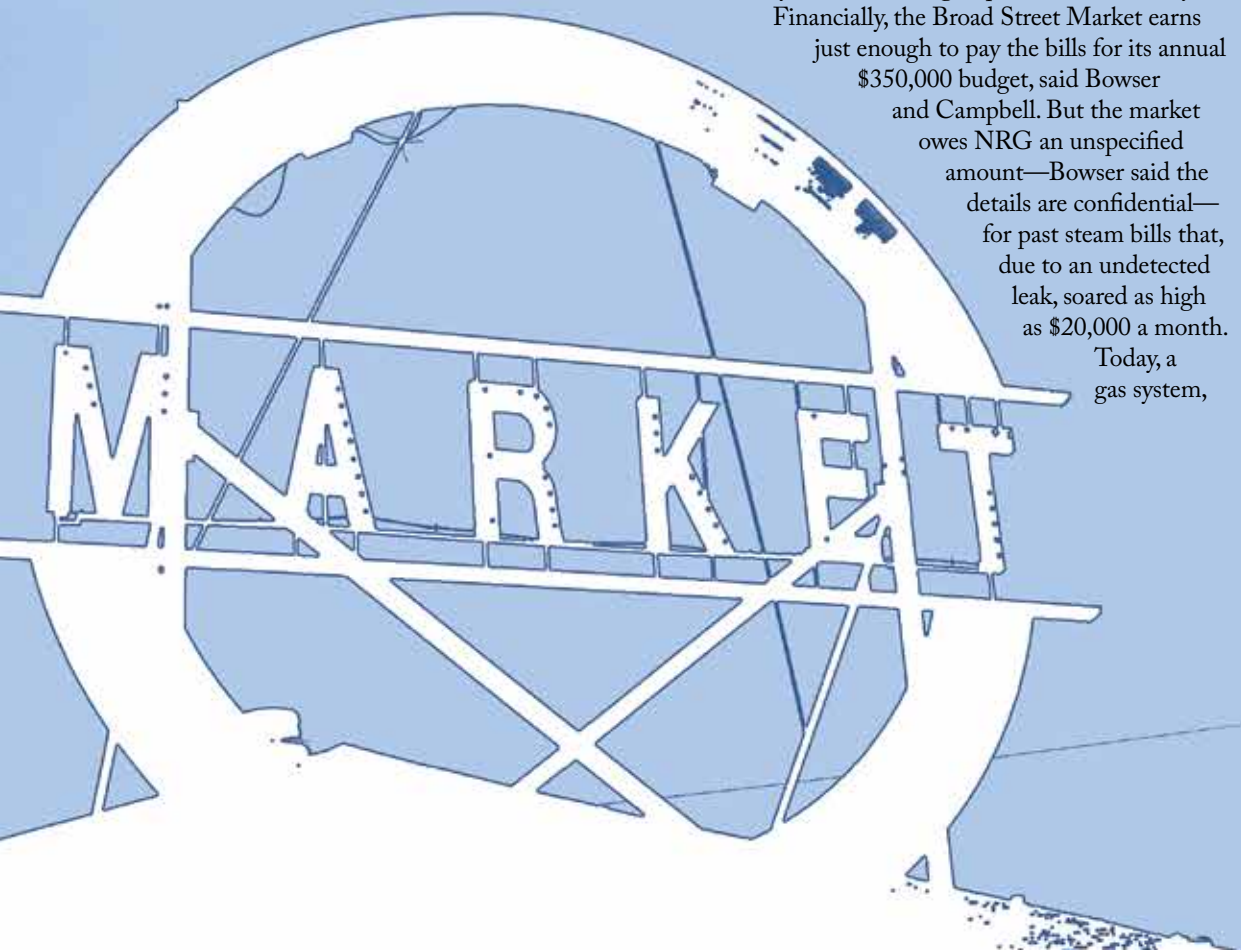 Financially, the Broad Street Market earns
just enough to pay the bills for its annual
$350,000 budget, said Bowser
and Campbell. But the market
owes NRG an unspecified
amount—Bowser said the
details are confidential—
for past steam bills that,
due to an undetected
leak, soared as high
as $20,000 a month.
Today, a
gas system,
MARKET